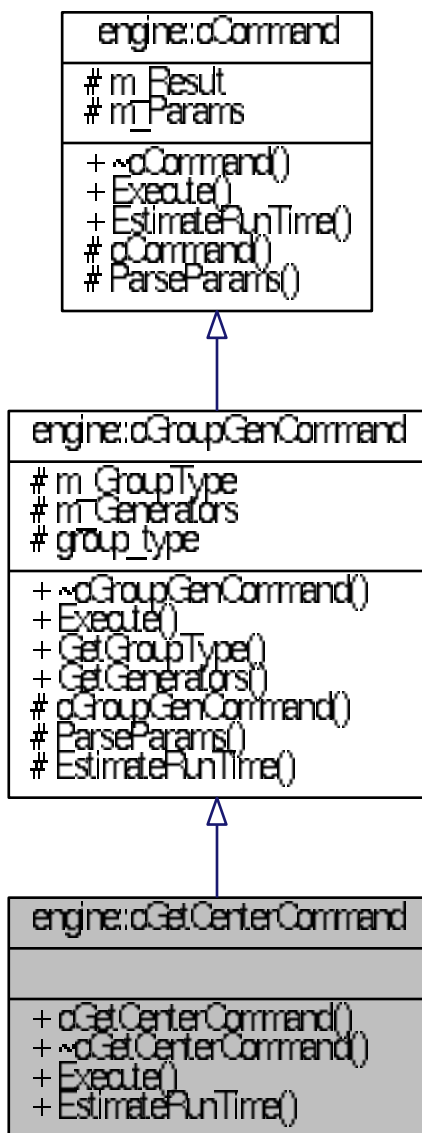 engine::cCommand
# m_Result
# m_Params
+ ~cCommand()
+ Execute()
+ EstimateRunTime()
# cCommand()
# ParseParams()
engine::cGroupGenCommand
# m_GroupType
# m_Generators
# group_type
+ ~cGroupGenCommand()
+ Execute()
+ GetGroupType()
+ GetGenerators()
# cGroupGenCommand()
# ParseParams()
# EstimateRunTime()
engine::cGetCenterCommand
+ cGetCenterCommand()
+ ~cGetCenterCommand()
+ Execute()
+ EstimateRunTime()